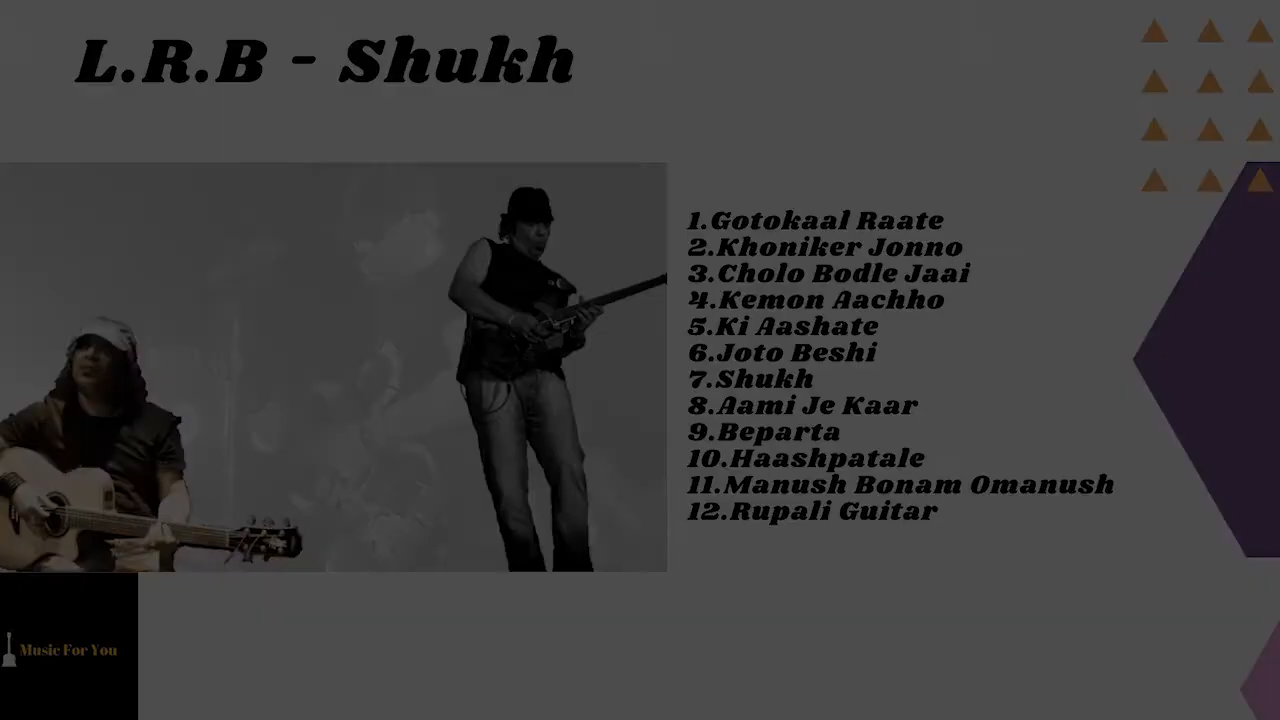 L.R.B - Shukh
1.Gotokaal Raate
2.Khoniker Jonno
3.Cholo Bodle Jaai
4.Kemon Aachho
5.Ki Aashate
6.Joto Beshi
7.Shukh
8.Aami Je Kaar
9.Beparta
10.Haashpatale
11.Manush Bonam Omanush
12.Rupali Guitar
Music For You